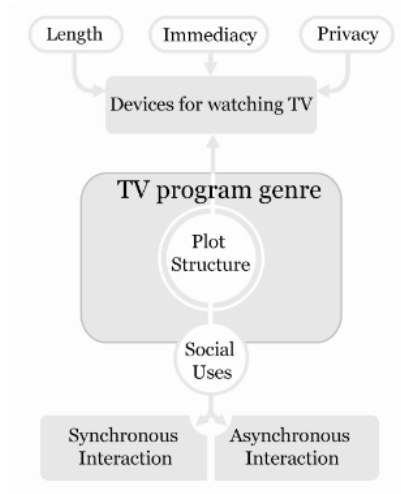 Length Immediacy Privacy
Devices for watching TV
TV program genre
Plot
Structure
Social
Uses
Synchronous
Interaction
Asynchronous
Interaction